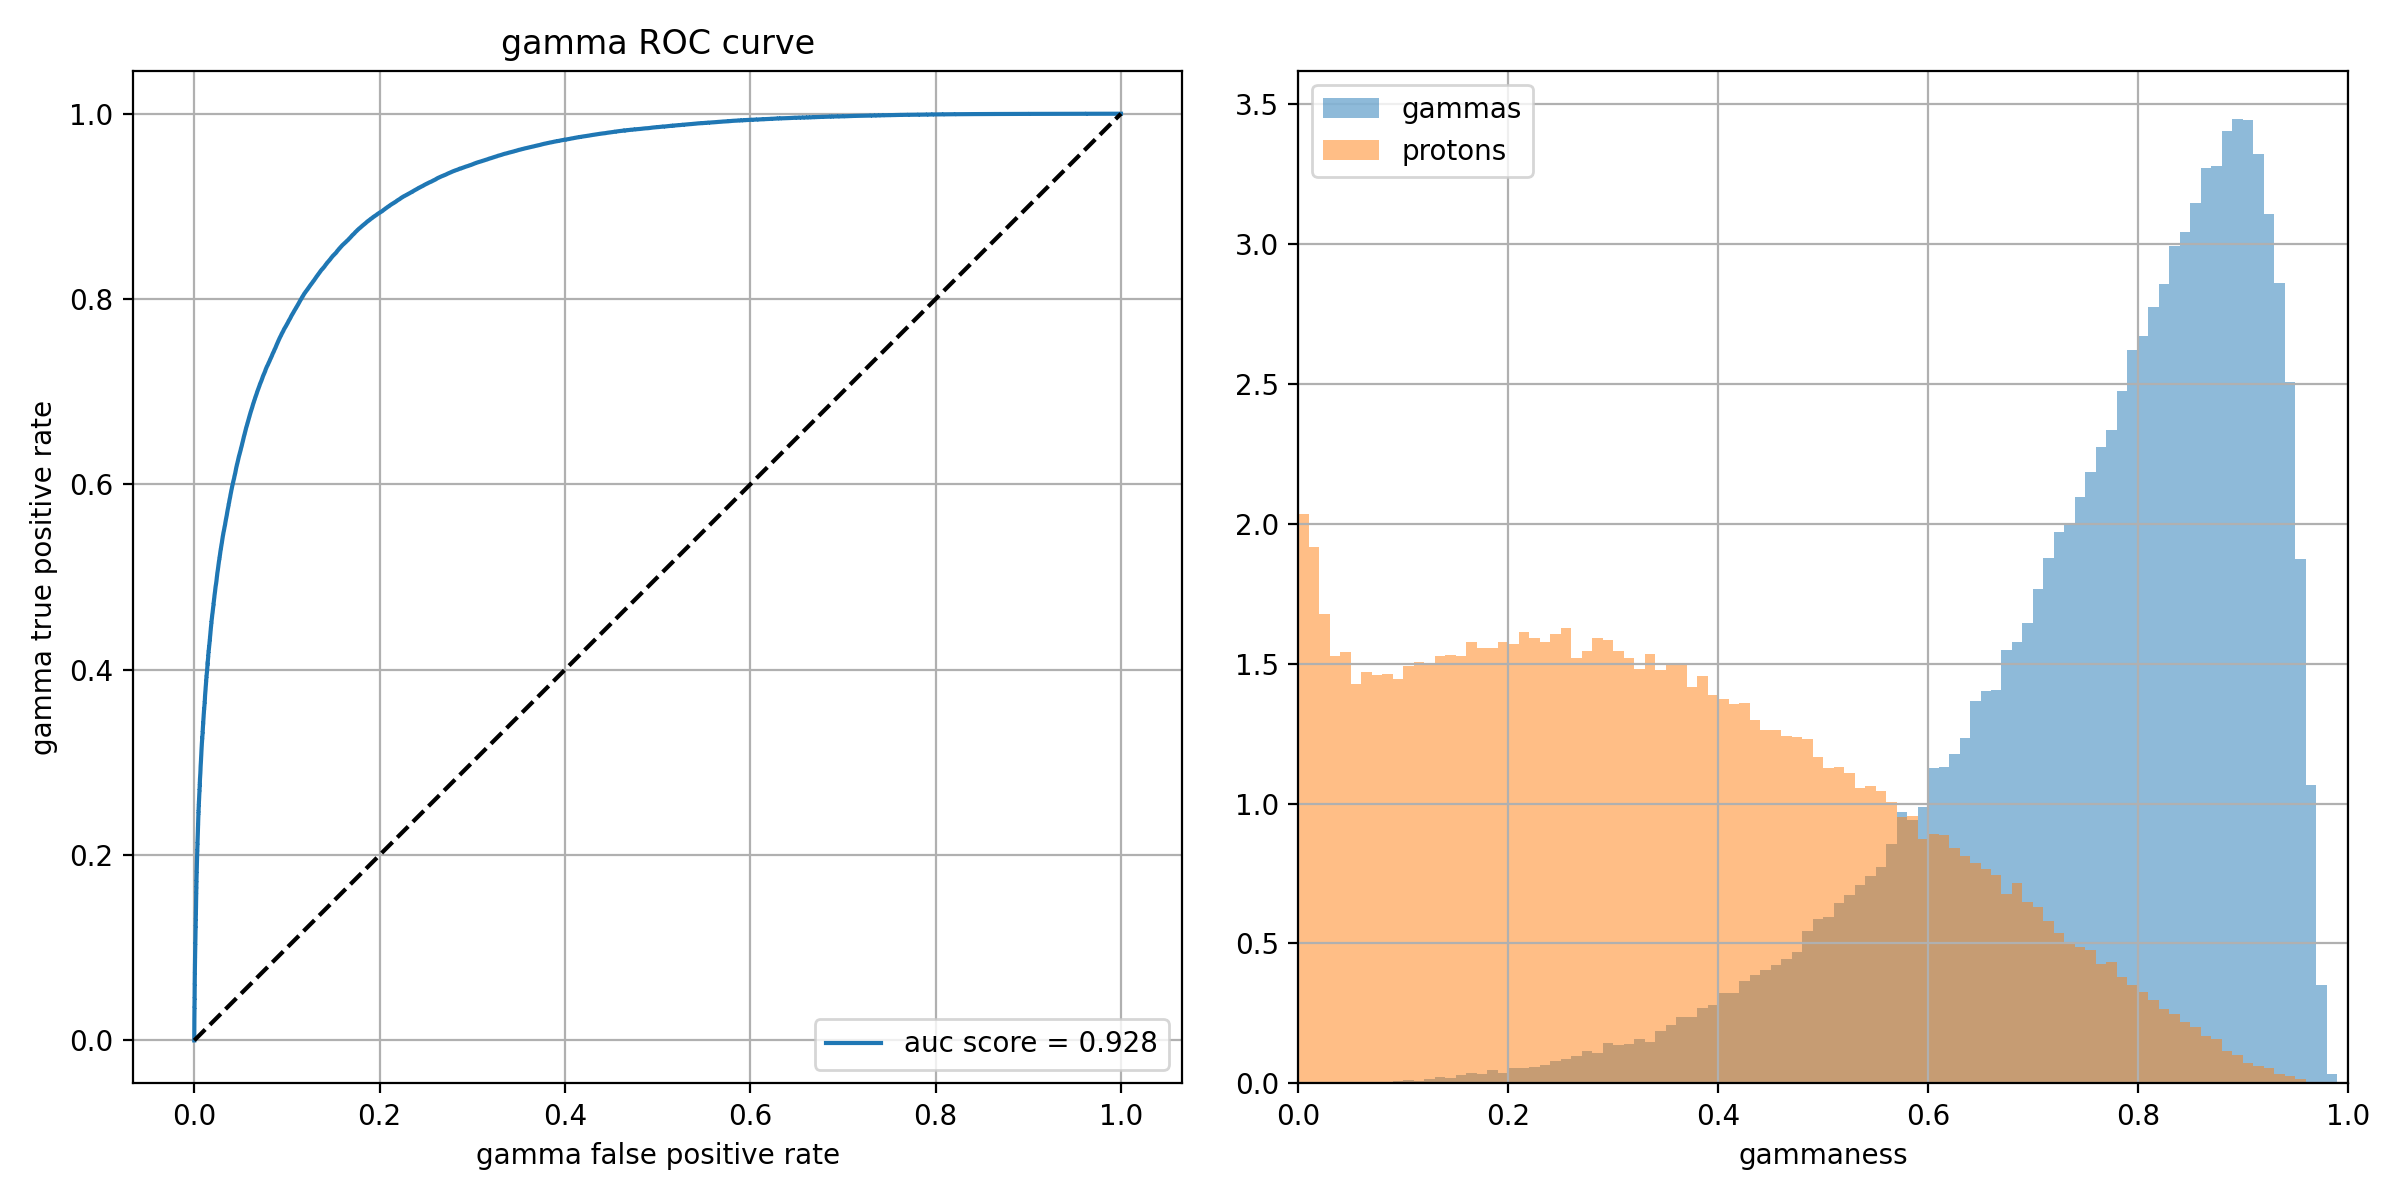 gamma ROC curve
1.0
0.8
0.6
0.4
0.2
0.0
gamma true positive rate
0.0 0.2 0.4 0.6 0.8 1.0
gamma false positive rate
auc score = 0.928
gammas
protons
3.5
3.0
2.5
2.0
1.5
1.0
0.5
0.0
0.0 0.2 0.4 0.6 0.8 1.0
gammaness